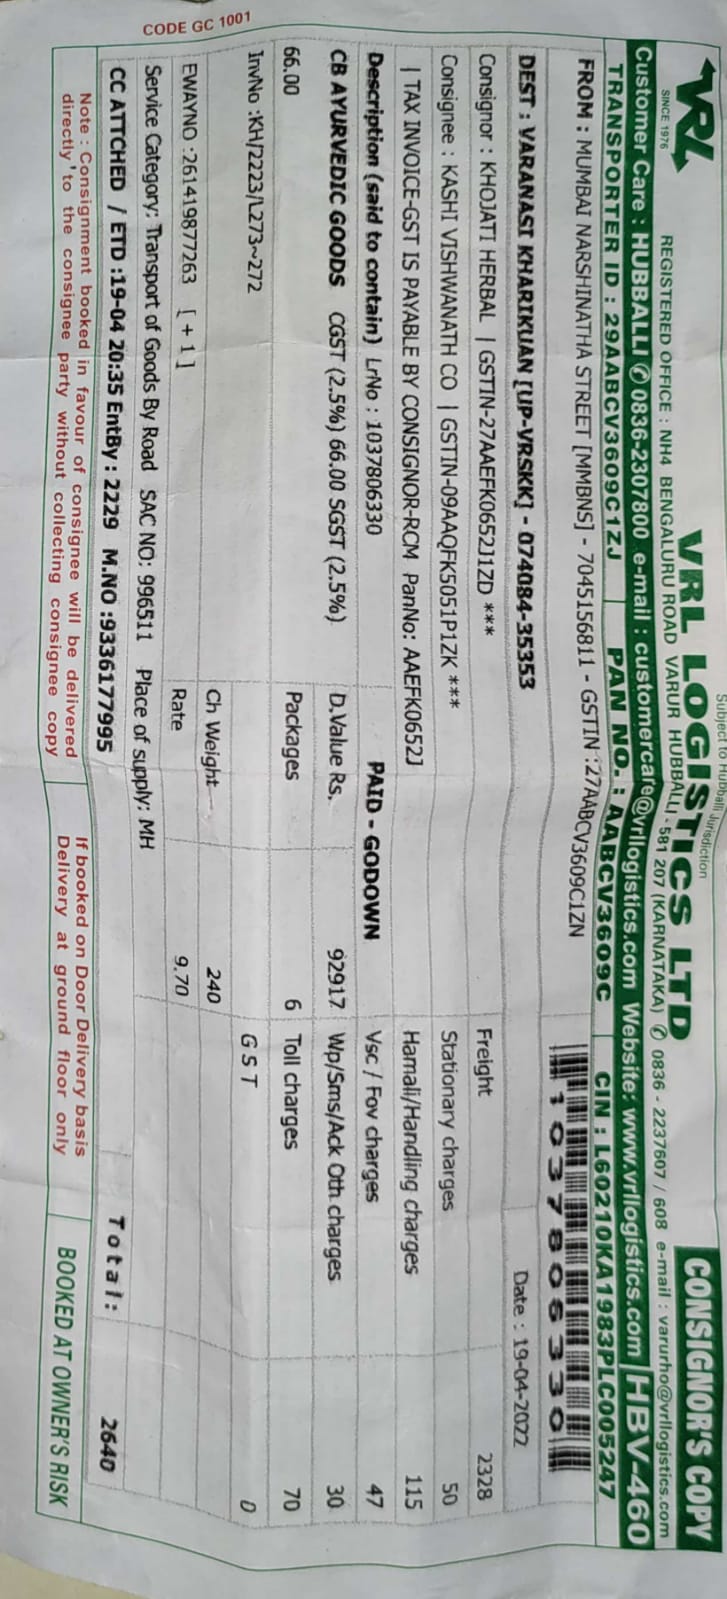 Subject to Hubballi Jurisdiction
VRL
SINCE 1976
VRL LOGISTICS LTD
CONSIGNOR'S COPY
REGISTERED OFFICE : NH4 BENGALURU ROAD VARUR HUBBALLI - 581 207 (KARNATAKA) ✆ 0836 - 2237607 / 608 e-mail : varurho@vrllogistics.com
Customer Care : HUBBALLI ✆ 0836-2307800 e-mail : customercare@vrllogistics.com Website: www.vrllogistics.com HBV-460
TRANSPORTER ID : 29AABCV3609C1ZJ PAN NO. : AABCV3609C CIN : L60210KA1983PLC005247
FROM : MUMBAI NARSHINATHA STREET [MMBNS] - 7045156811 - GSTIN :27AABCV3609C1ZN
1037806330
DEST : VARANASI KHARIKUAN [UP-VRSKK] - 074084-35353 Date : 19-04-2022
Consignor : KHOJATI HERBAL | GSTIN-27AAEFK0652J1ZD *** Freight 2328
Consignee : KASHI VISHWANATH CO | GSTIN-09AAQFK5051P1ZK *** Stationary charges 50
| TAX INVOICE-GST IS PAYABLE BY CONSIGNOR-RCM PanNo: AAEFK0652J Hamali/Handling charges 115
Description (said to contain) LrNo : 1037806330 PAID - GODOWN Vsc / Fov charges 47
CB AYURVEDIC GOODS CGST (2.5%) 66.00 SGST (2.5%) D.Value Rs. 92917 Wp/Sms/Ack Oth charges 30
66.00 Packages 6 Toll charges 70
InvNo :KH/2223/L273~272 G S T 0
Ch Weight 240
EWAYNO :261419877263 [ + 1 ] Rate 9.70
Service Category: Transport of Goods By Road SAC NO: 996511 Place of supply: MH
CC ATTCHED / ETD :19-04 20:35 EntBy : 2229 M.NO :9336177995 Total: 2640
Note : Consignment booked in favour of consignee will be delivered
directly to the consignee party without collecting consignee copy
If booked on Door Delivery basis
Delivery at ground floor only
BOOKED AT OWNER'S RISK
CODE GC 1001